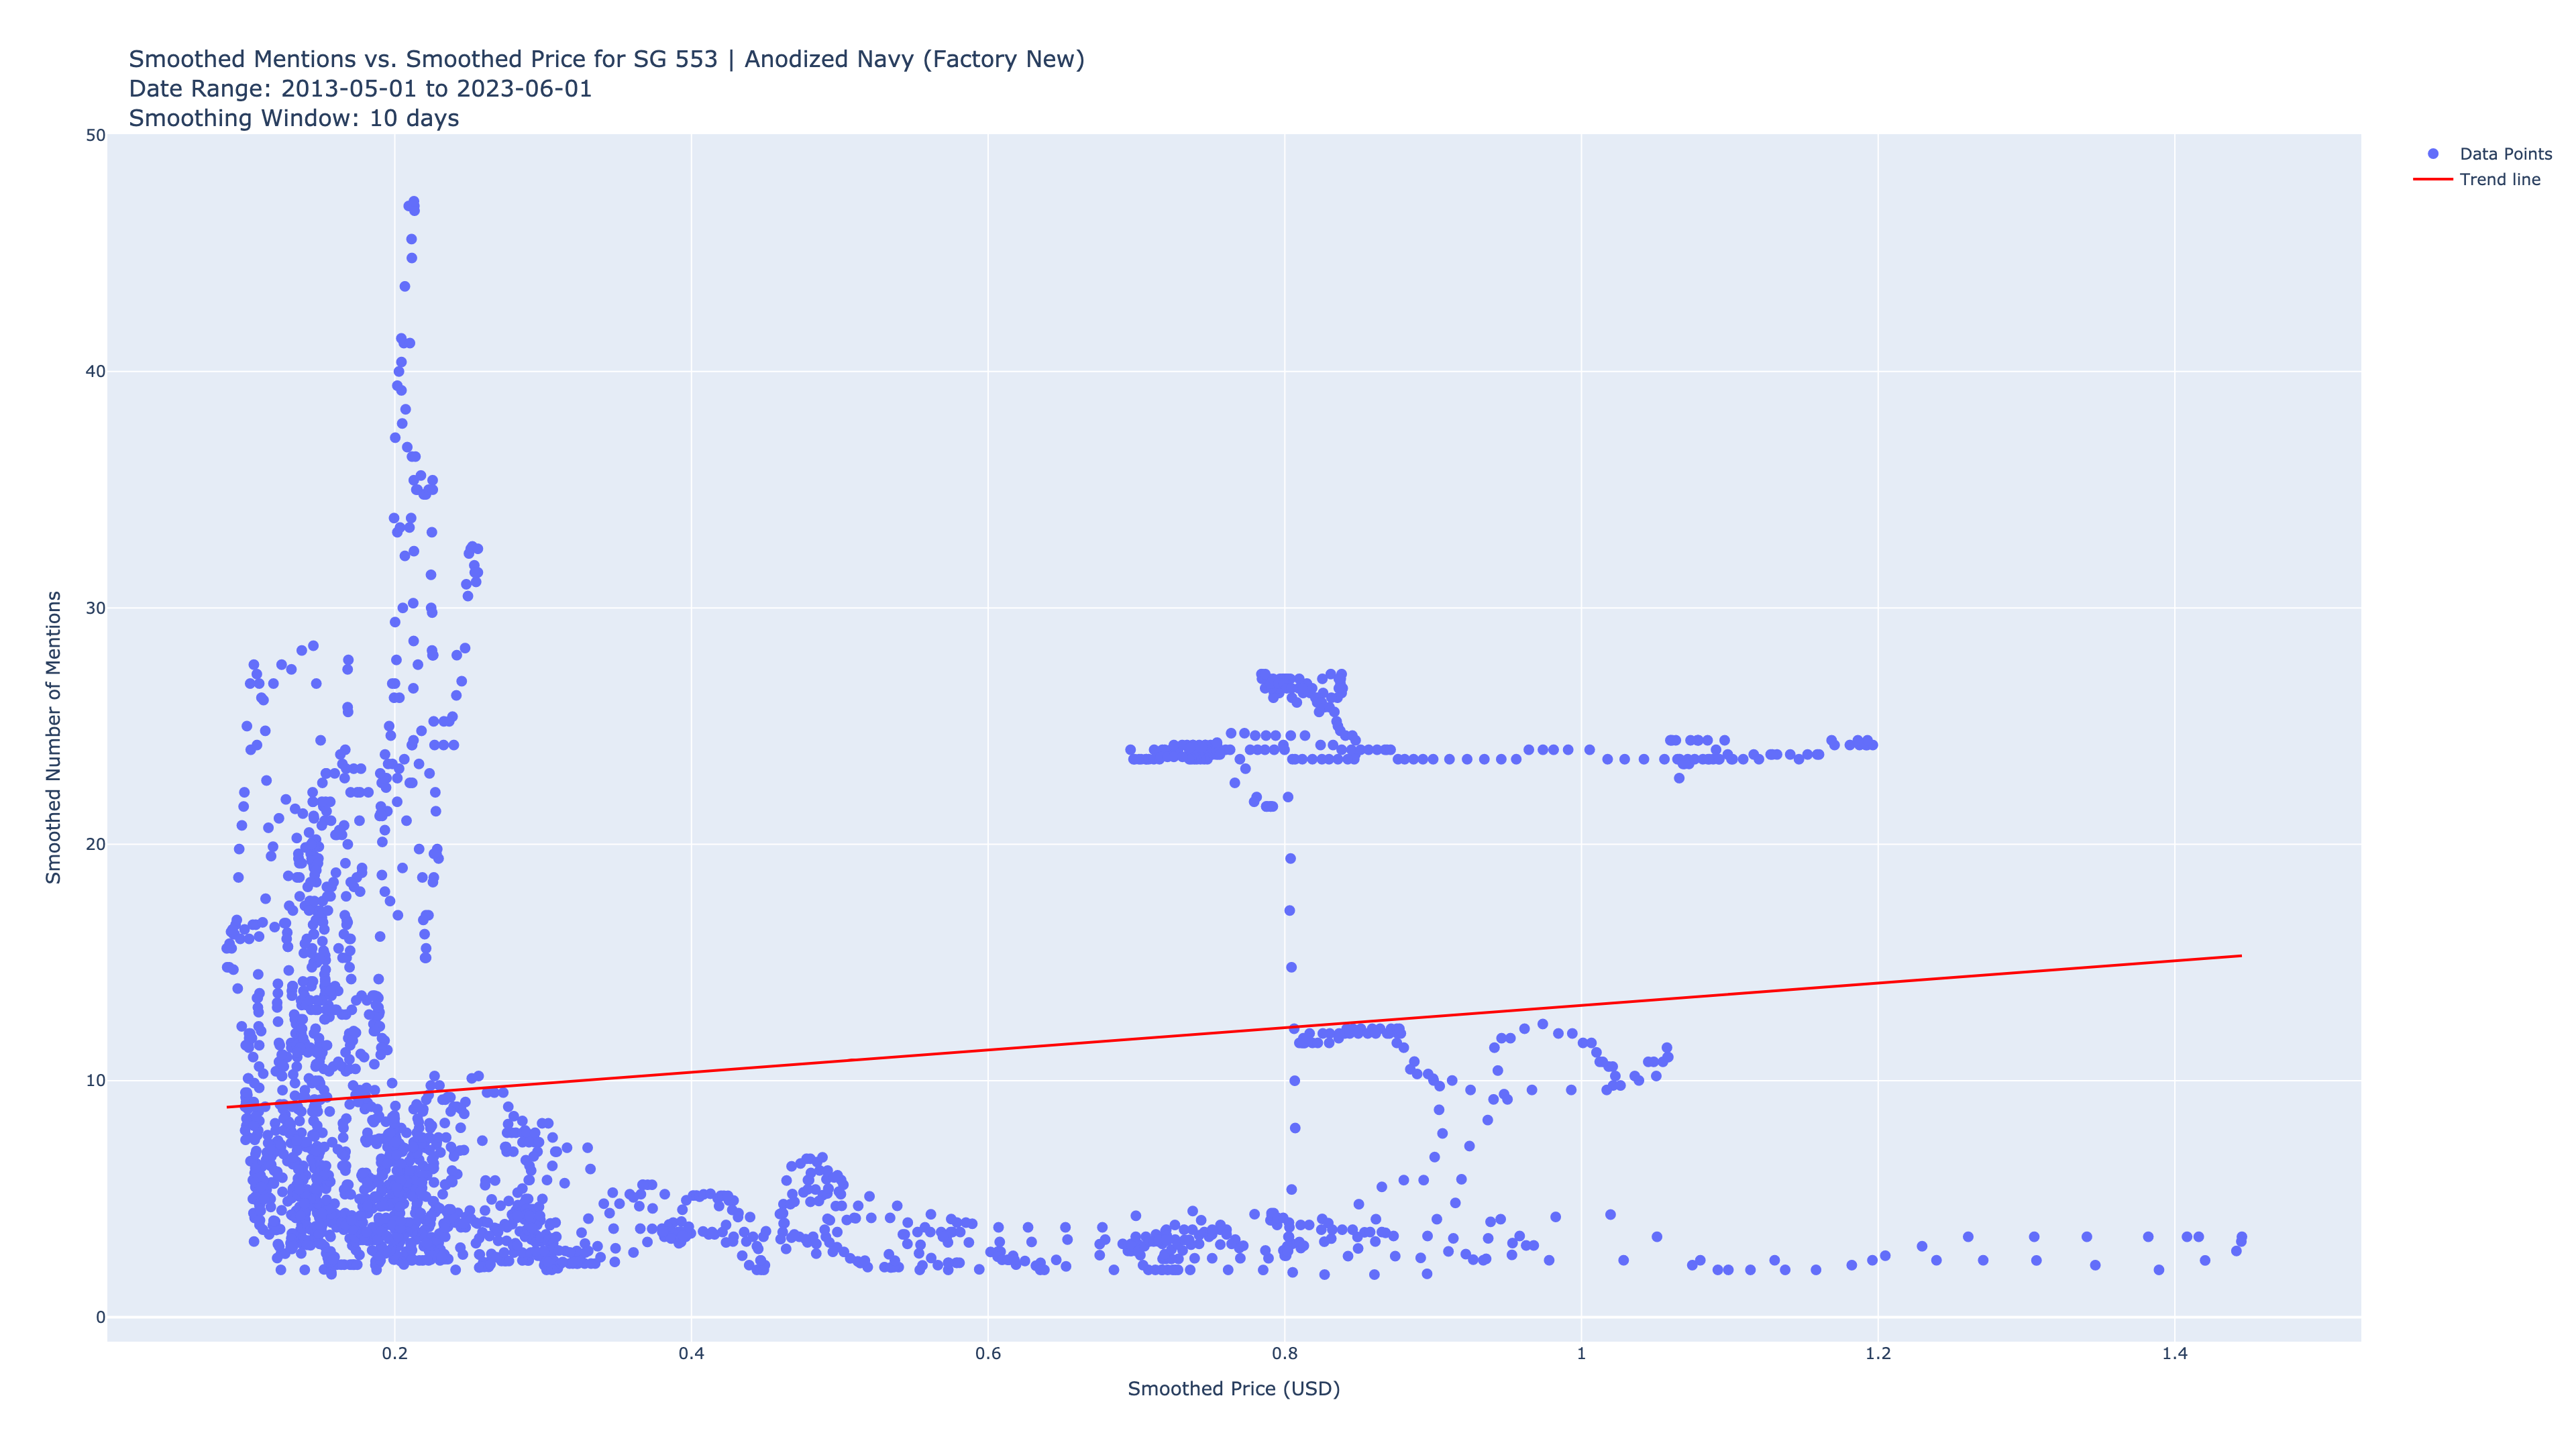 Smoothed Mentions vs. Smoothed Price for SG 553 | Anodized Navy (Factory New)
Date Range: 2013-05-01 to 2023-06-01
Smoothing Window: 10 days
Data Points
Trend line
50
40
30
20
10
0
Smoothed Number of Mentions
0.2
0.4
0.6
0.8
1
1.2
1.4
Smoothed Price (USD)